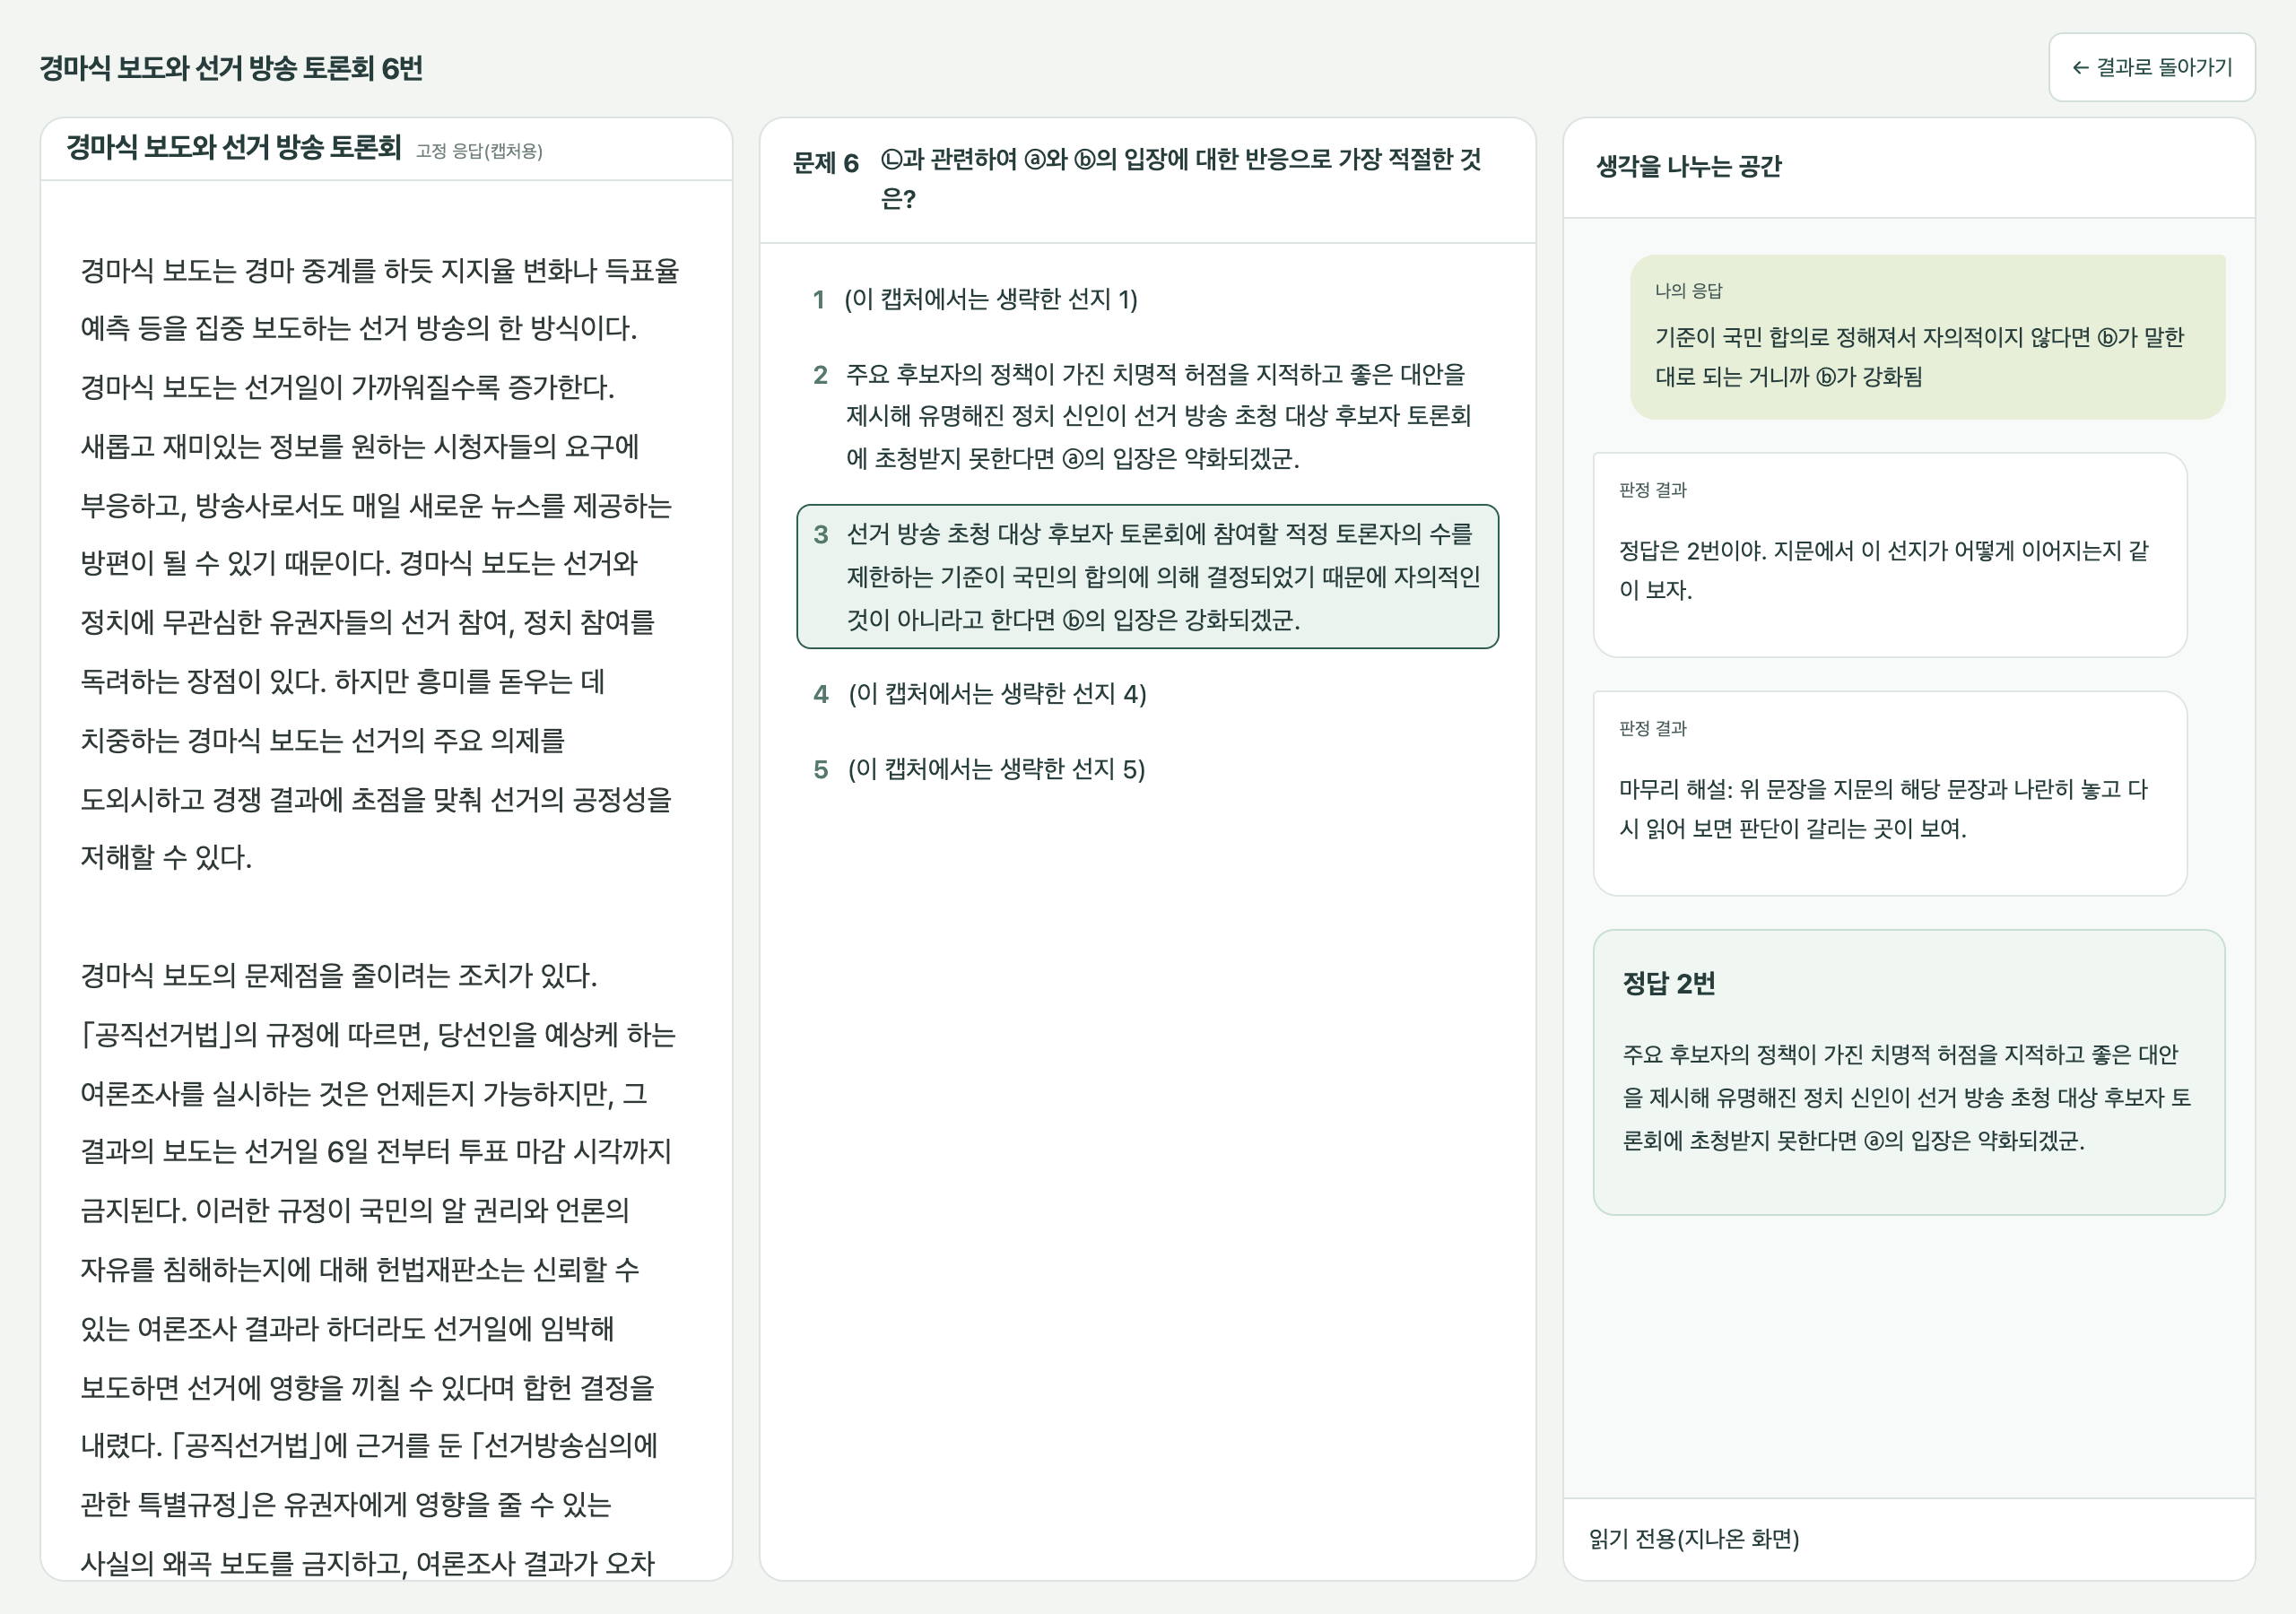 경마식 보도와 선거 방송 토론회 6번
← 결과로 돌아가기
경마식 보도와 선거 방송 토론회 고정 응답(캡처용)
경마식 보도는 경마 중계를 하듯 지지율 변화나 득표율
예측 등을 집중 보도하는 선거 방송의 한 방식이다.
경마식 보도는 선거일이 가까워질수록 증가한다.
새롭고 재미있는 정보를 원하는 시청자들의 요구에
부응하고, 방송사로서도 매일 새로운 뉴스를 제공하는
방편이 될 수 있기 때문이다. 경마식 보도는 선거와
정치에 무관심한 유권자들의 선거 참여, 정치 참여를
독려하는 장점이 있다. 하지만 흥미를 돋우는 데
치중하는 경마식 보도는 선거의 주요 의제를
도외시하고 경쟁 결과에 초점을 맞춰 선거의 공정성을
저해할 수 있다.
경마식 보도의 문제점을 줄이려는 조치가 있다.
｢공직선거법｣의 규정에 따르면, 당선인을 예상케 하는
여론조사를 실시하는 것은 언제든지 가능하지만, 그
결과의 보도는 선거일 6일 전부터 투표 마감 시각까지
금지된다. 이러한 규정이 국민의 알 권리와 언론의
자유를 침해하는지에 대해 헌법재판소는 신뢰할 수
있는 여론조사 결과라 하더라도 선거일에 임박해
보도하면 선거에 영향을 끼칠 수 있다며 합헌 결정을
내렸다. ｢공직선거법｣에 근거를 둔 ｢선거방송심의에
관한 특별규정｣은 유권자에게 영향을 줄 수 있는
사실의 왜곡 보도를 금지하고, 여론조사 결과가 오차
문제 6 ㉡과 관련하여 ⓐ와 ⓑ의 입장에 대한 반응으로 가장 적절한 것
은?
1 (이 캡처에서는 생략한 선지 1)
2 주요 후보자의 정책이 가진 치명적 허점을 지적하고 좋은 대안을
제시해 유명해진 정치 신인이 선거 방송 초청 대상 후보자 토론회
에 초청받지 못한다면 ⓐ의 입장은 약화되겠군.
3 선거 방송 초청 대상 후보자 토론회에 참여할 적정 토론자의 수를
제한하는 기준이 국민의 합의에 의해 결정되었기 때문에 자의적인
것이 아니라고 한다면 ⓑ의 입장은 강화되겠군.
4 (이 캡처에서는 생략한 선지 4)
5 (이 캡처에서는 생략한 선지 5)
생각을 나누는 공간
나의 응답
기준이 국민 합의로 정해져서 자의적이지 않다면 ⓑ가 말한
대로 되는 거니까 ⓑ가 강화됨
판정 결과
정답은 2번이야. 지문에서 이 선지가 어떻게 이어지는지 같
이 보자.
판정 결과
마무리 해설: 위 문장을 지문의 해당 문장과 나란히 놓고 다
시 읽어 보면 판단이 갈리는 곳이 보여.
정답 2번
주요 후보자의 정책이 가진 치명적 허점을 지적하고 좋은 대안
을 제시해 유명해진 정치 신인이 선거 방송 초청 대상 후보자 토
론회에 초청받지 못한다면 ⓐ의 입장은 약화되겠군.
읽기 전용(지나온 화면)